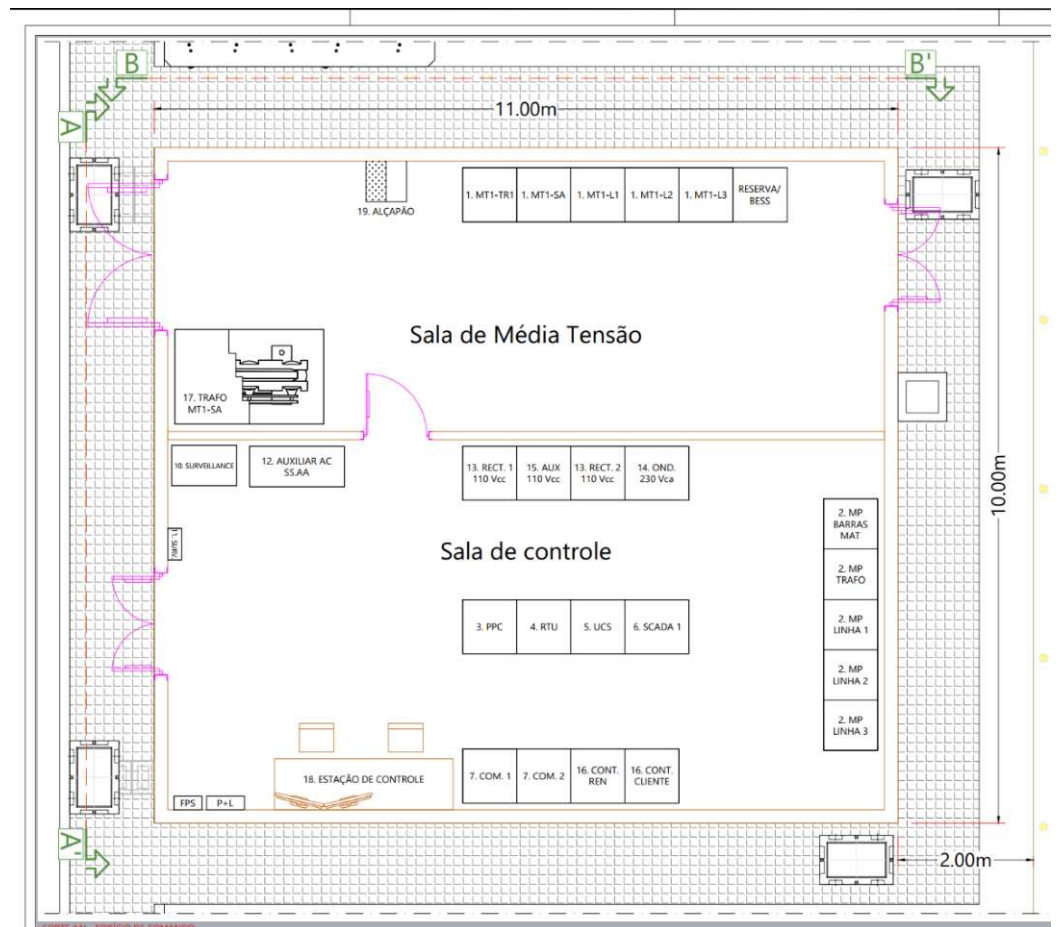 B
B'
A
11.00m
1. MT1-TR1
1. MT1-SA
1. MT1-L1
1. MT1-L2
1. MT1-L3
RESERVA/
BESS
19. ALÇAPÃO
Sala de Média Tensão
17. TRAFO
MT1-SA
10. SURVEILLANCE
12. AUXILIAR AC
SS.AA
13. RECT. 1
110 Vcc
15. AUX
110 Vcc
13. RECT. 2
110 Vcc
14. OND.
230 Vca
10.00m
11. SURV.
Sala de controle
2. MP
BARRAS
MAT
2. MP
TRAFO
2. MP
LINHA 1
2. MP
LINHA 2
2. MP
LINHA 3
3. PPC
4. RTU
5. UCS
6. SCADA 1
18. ESTAÇÃO DE CONTROLE
7. COM. 1
7. COM. 2
16. CONT.
REN
16. CONT.
CLIENTE
FPS
P+L
A'
2.00m